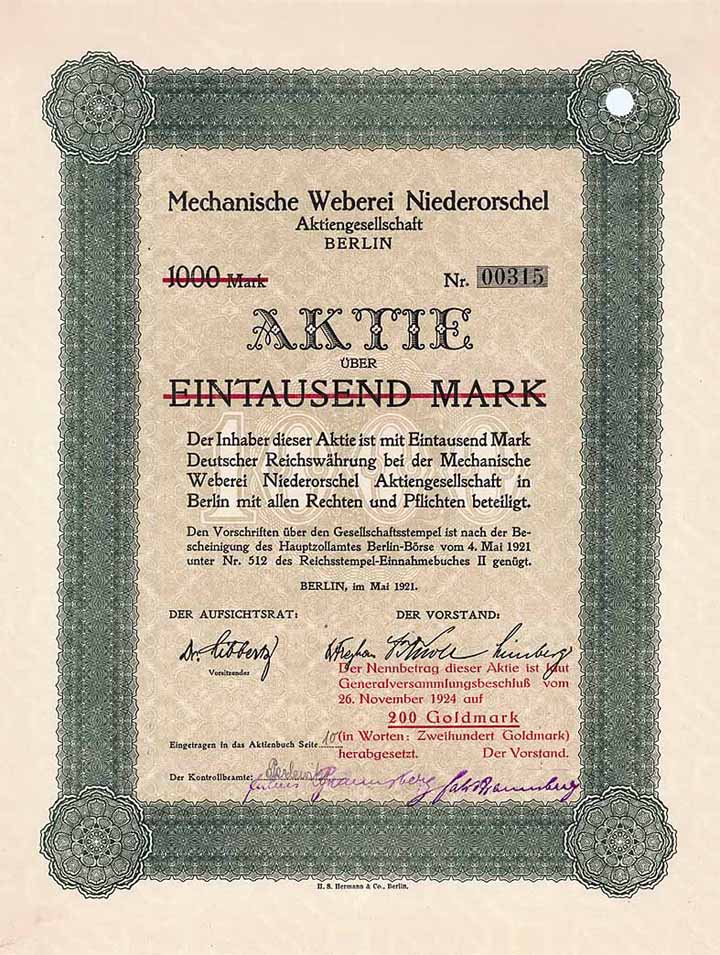 Mechanische Weberei Niederorschel
Aktiengesellschaft
BERLIN
1000 Mark Nr. 00315
AKTIE
ÜBER
EINTAUSEND MARK
1000
Der Inhaber dieser Aktie ist mit Eintausend Mark
Deutscher Reichswährung bei der Mechanische
Weberei Niederorschel Aktiengesellschaft in
Berlin mit allen Rechten und Pflichten beteiligt.
Den Vorschriften über den Gesellschaftsstempel ist nach der Be-
scheinigung des Hauptzollamtes Berlin-Börse vom 4. Mai 1921
unter Nr. 512 des Reichsstempel-Einnahmebuches II genügt.
BERLIN, im Mai 1921.
DER AUFSICHTSRAT: DER VORSTAND:
Dr.
Vorsitzender
Der Nennbetrag dieser Aktie ist laut
Generalversammlungsbeschluß vom
26. November 1924 auf
200 Goldmark
(in Worten: Zweihundert Goldmark)
herabgesetzt. Der Vorstand.
Eingetragen in das Aktienbuch Seite 10
Der Kontrollbeamte:
H. S. Hermann & Co., Berlin.